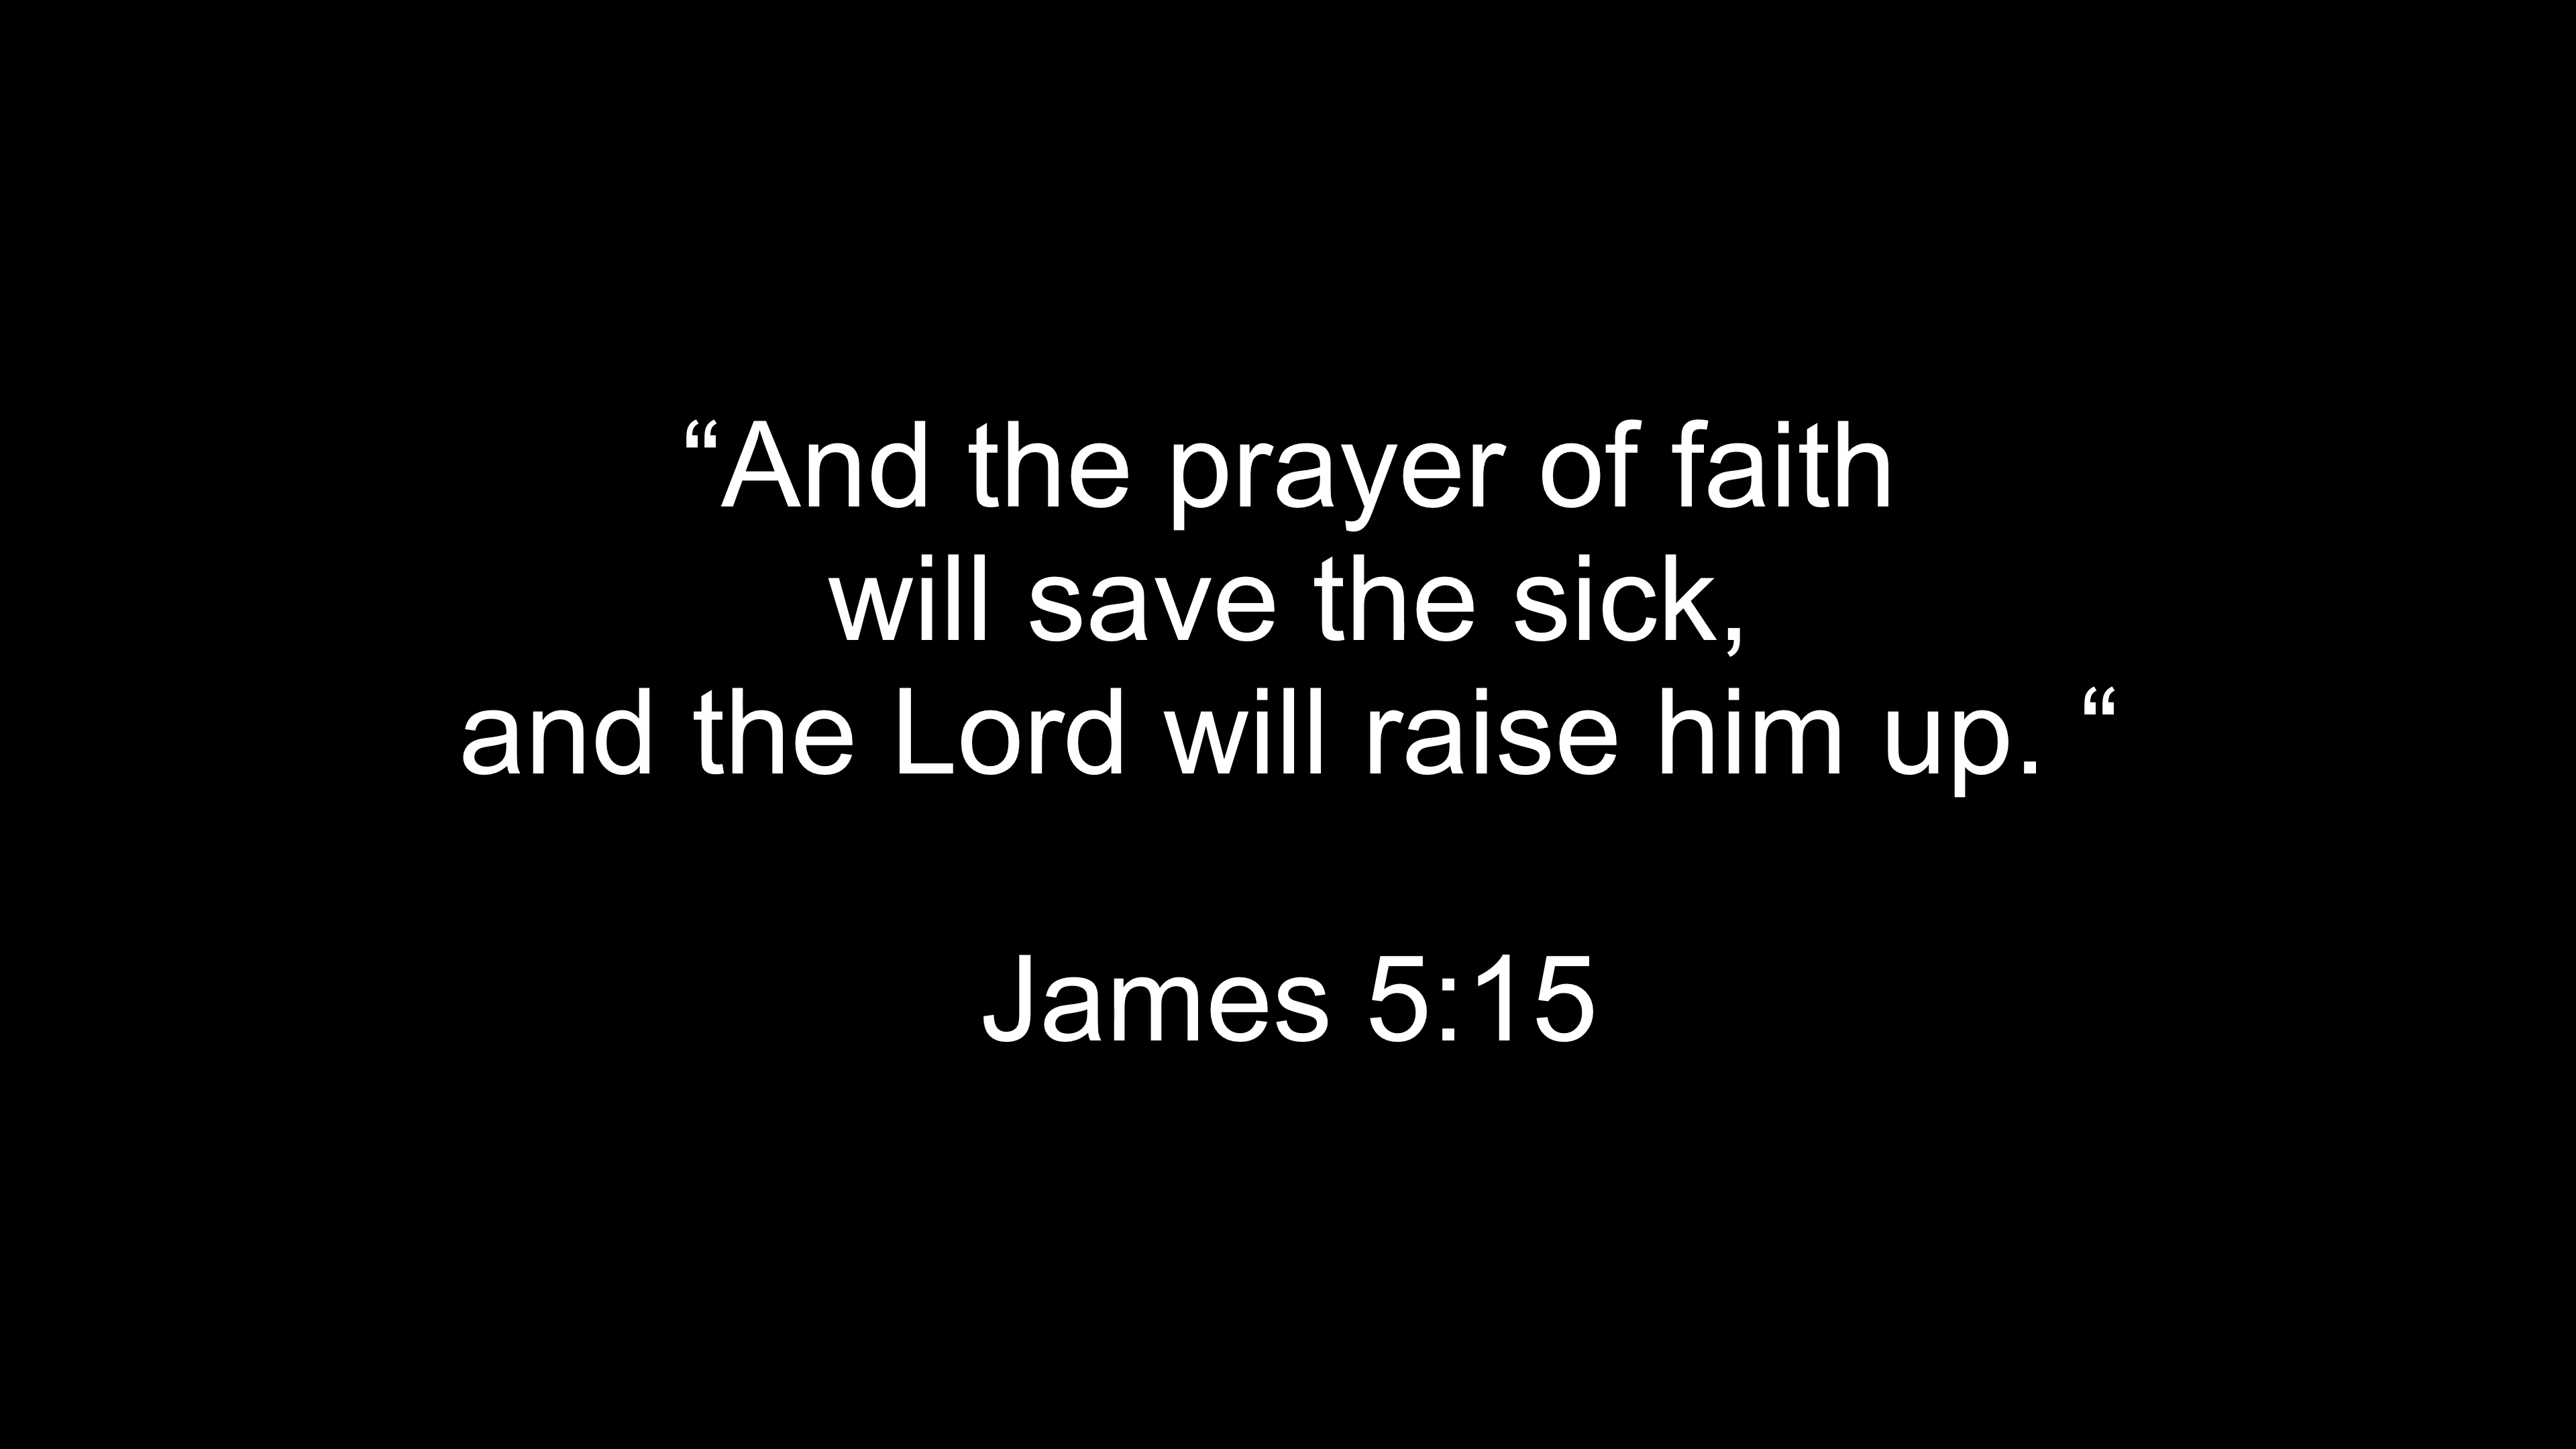 “And the prayer of faith
will save the sick,
and the Lord will raise him up. “
James 5:15